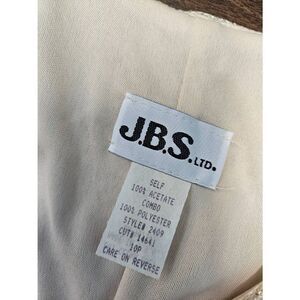 J.B.S. LTD.
SELF
100% ACETATE
COMBO
100% POLYESTER
STYLE# 2409
CUT# 14641
10P
CARE ON REVERSE